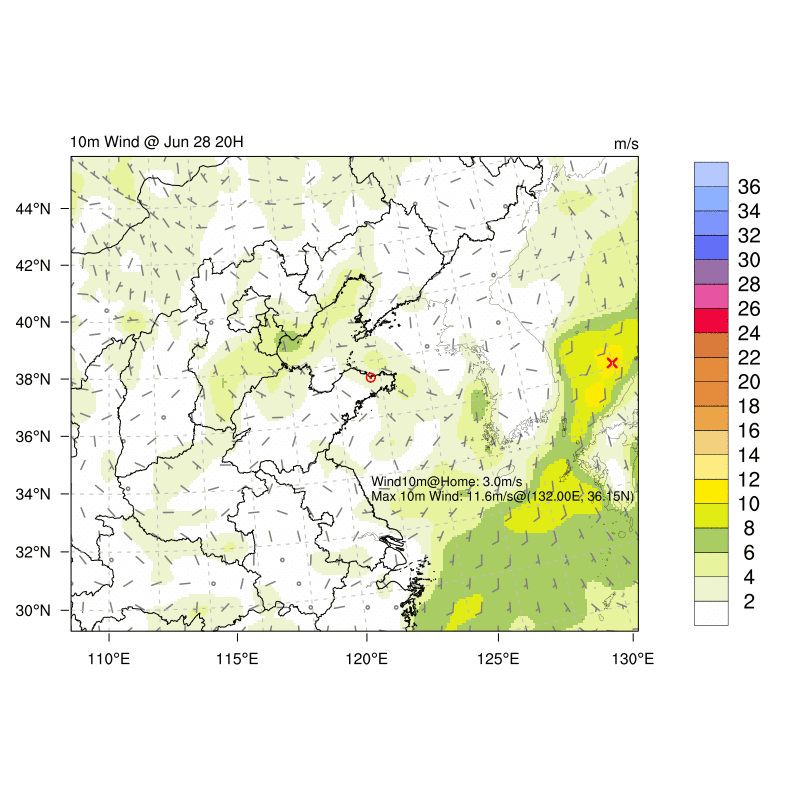 10m Wind @ Jun 28 20H
m/s
44°N
42°N
40°N
38°N
36°N
34°N
32°N
30°N
110°E
115°E
120°E
125°E
130°E
Wind10m@Home: 3.0m/s
Max 10m Wind: 11.6m/s@(132.00E, 36.15N)
36
34
32
30
28
26
24
22
20
18
16
14
12
10
8
6
4
2